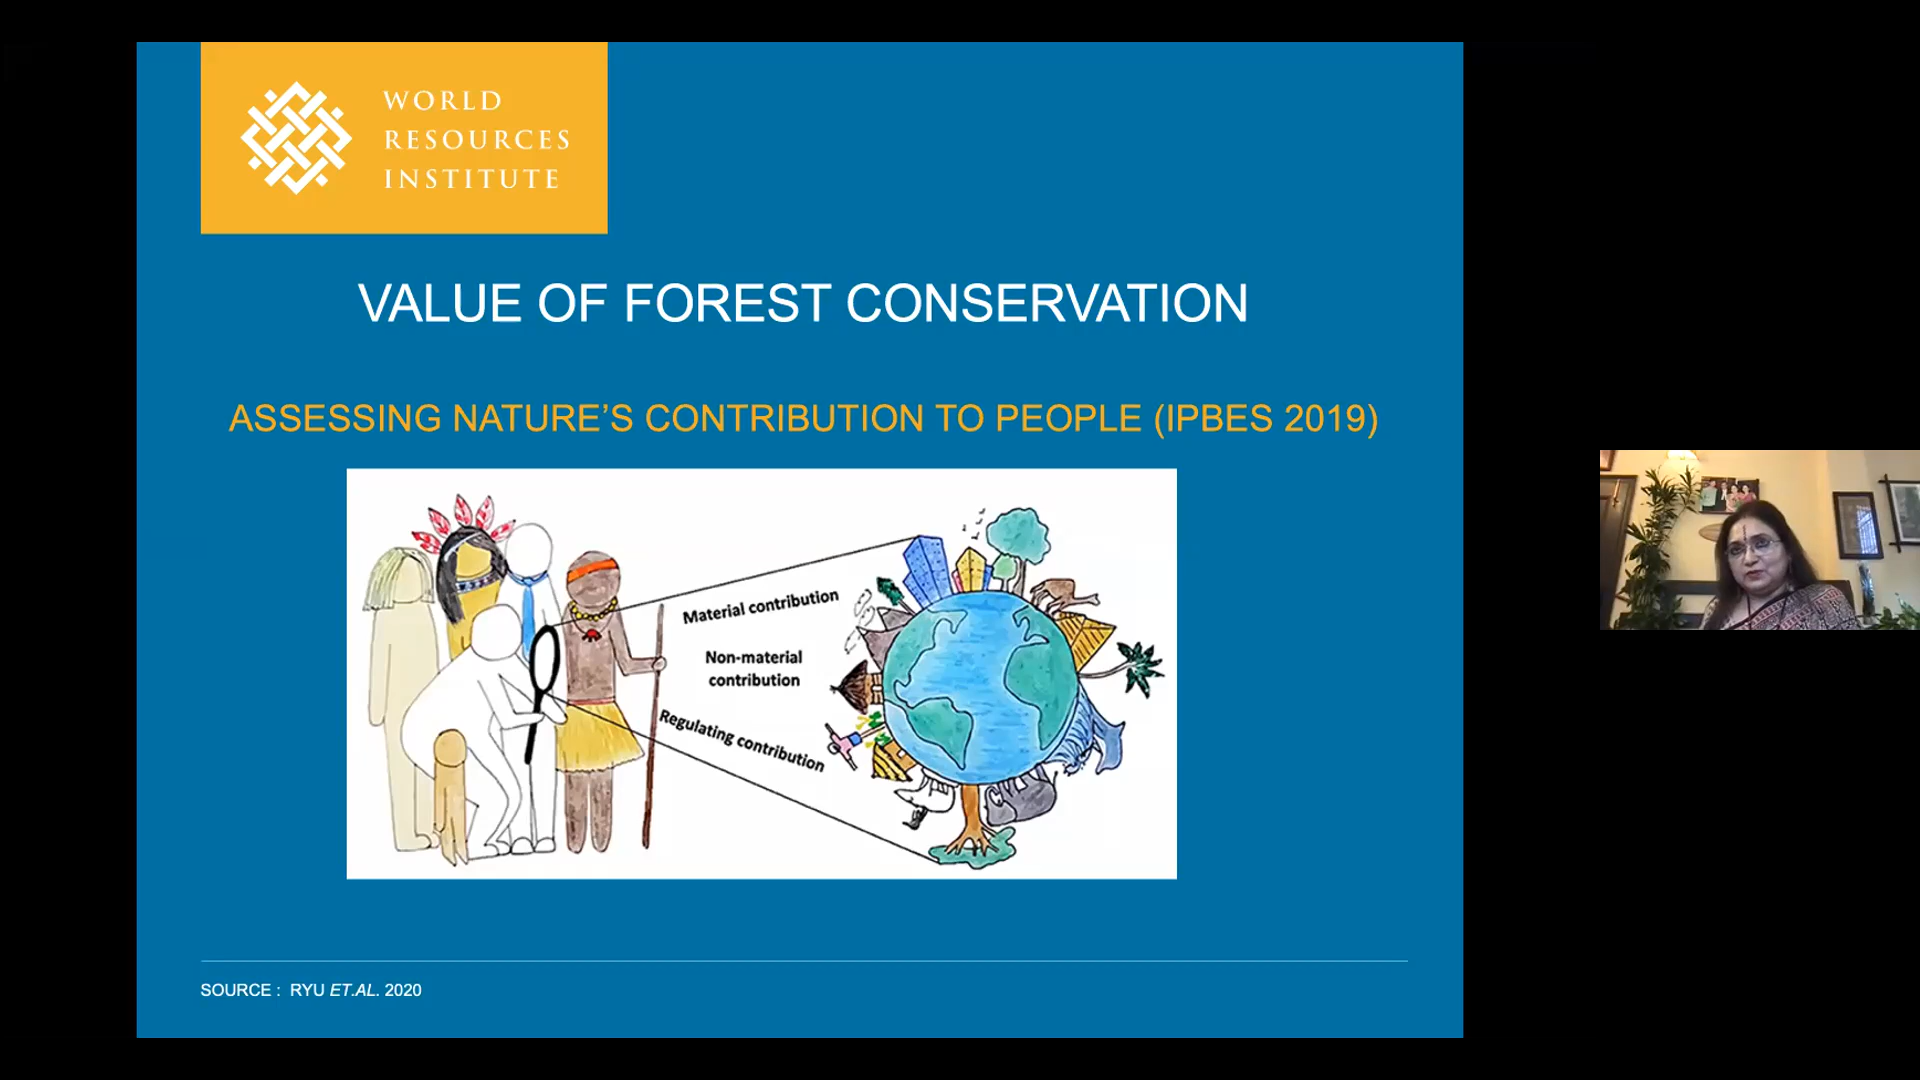 WORLD
RESOURCES
INSTITUTE
VALUE OF FOREST CONSERVATION
ASSESSING NATURE’S CONTRIBUTION TO PEOPLE (IPBES 2019)
Material contribution
Non-material
contribution
Regulating contribution
SOURCE : RYU ET.AL. 2020